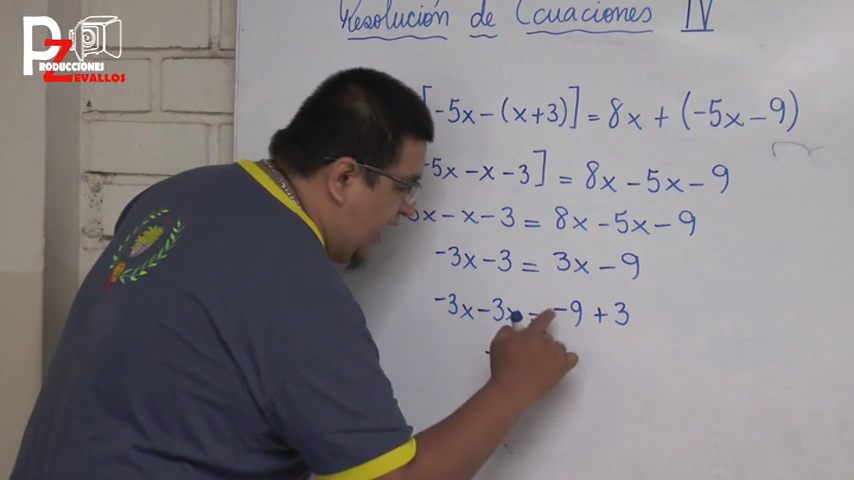 PRODUCCIONES
ZEVALLOS
Resolución de Ecuaciones IV
[-5x-(x+3)] = 8x + (-5x-9)
-5x-x-3] = 8x-5x-9
5x-x-3 = 8x-5x-9
-3x-3 = 3x-9
-3x-3x = -9+3